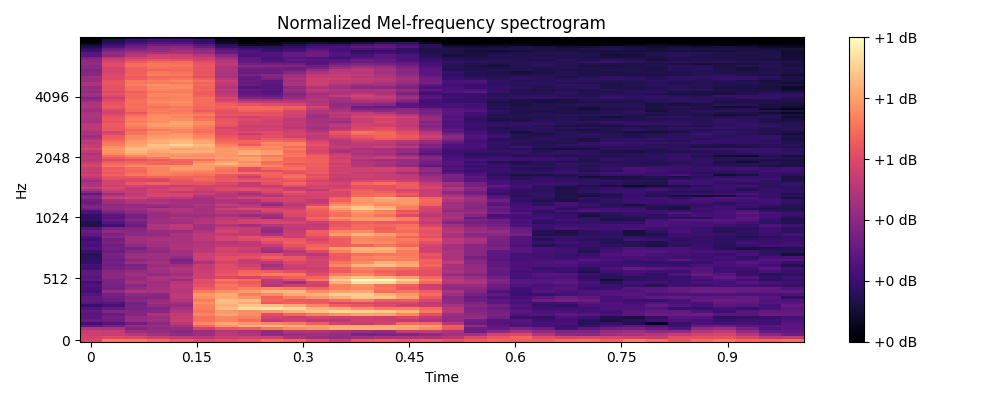 Normalized Mel-frequency spectrogram
Hz
4096
2048
1024
512
0
0 0.15 0.3 0.45 0.6 0.75 0.9
Time
+1 dB
+1 dB
+1 dB
+0 dB
+0 dB
+0 dB